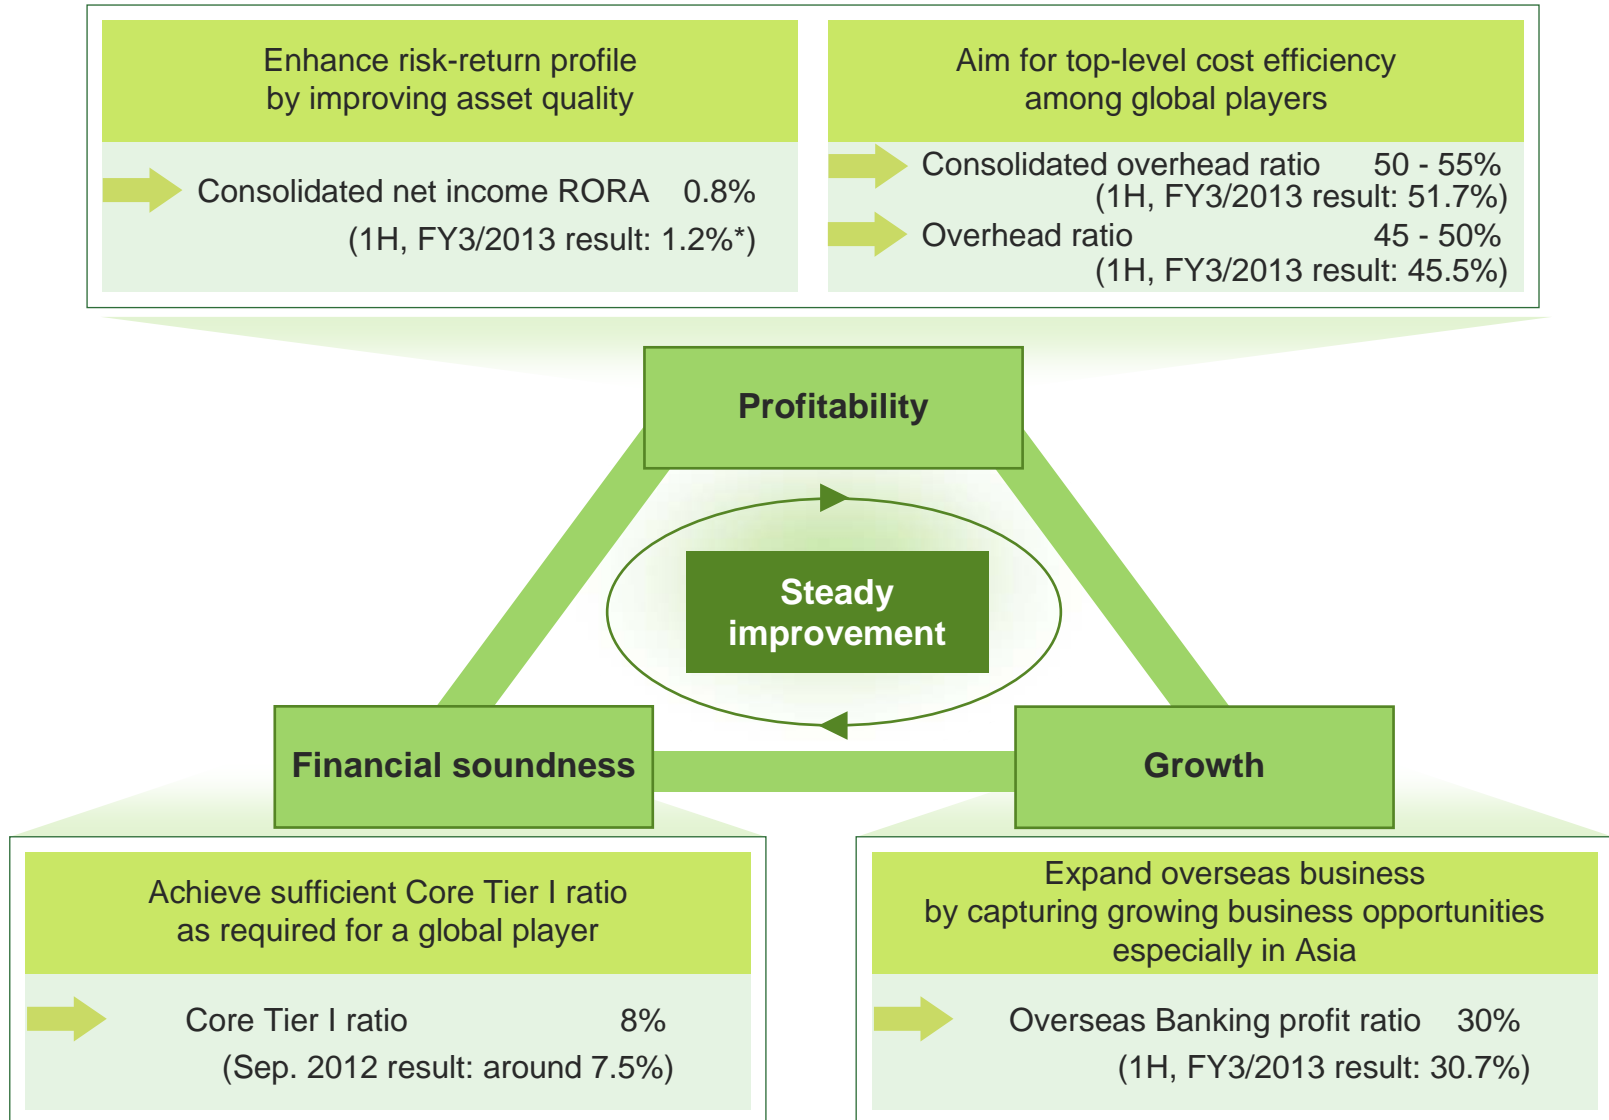 Enhance risk-return profile
by improving asset quality
Consolidated net income RORA 0.8%
(1H, FY3/2013 result: 1.2%*)
Aim for top-level cost efficiency
among global players
Consolidated overhead ratio 50 - 55%
(1H, FY3/2013 result: 51.7%)
Overhead ratio 45 - 50%
(1H, FY3/2013 result: 45.5%)
Profitability
Steady
improvement
Financial soundness
Growth
Achieve sufficient Core Tier I ratio
as required for a global player
Core Tier I ratio 8%
(Sep. 2012 result: around 7.5%)
Expand overseas business
by capturing growing business opportunities
especially in Asia
Overseas Banking profit ratio 30%
(1H, FY3/2013 result: 30.7%)